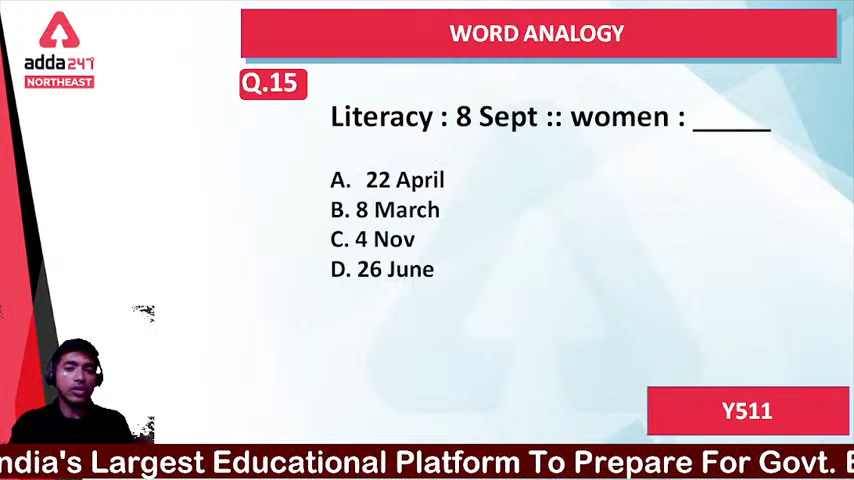 WORD ANALOGY
adda247
NORTHEAST
Q.15
Literacy : 8 Sept :: women : _____
A. 22 April
B. 8 March
C. 4 Nov
D. 26 June
Y511
ndia's Largest Educational Platform To Prepare For Govt. E